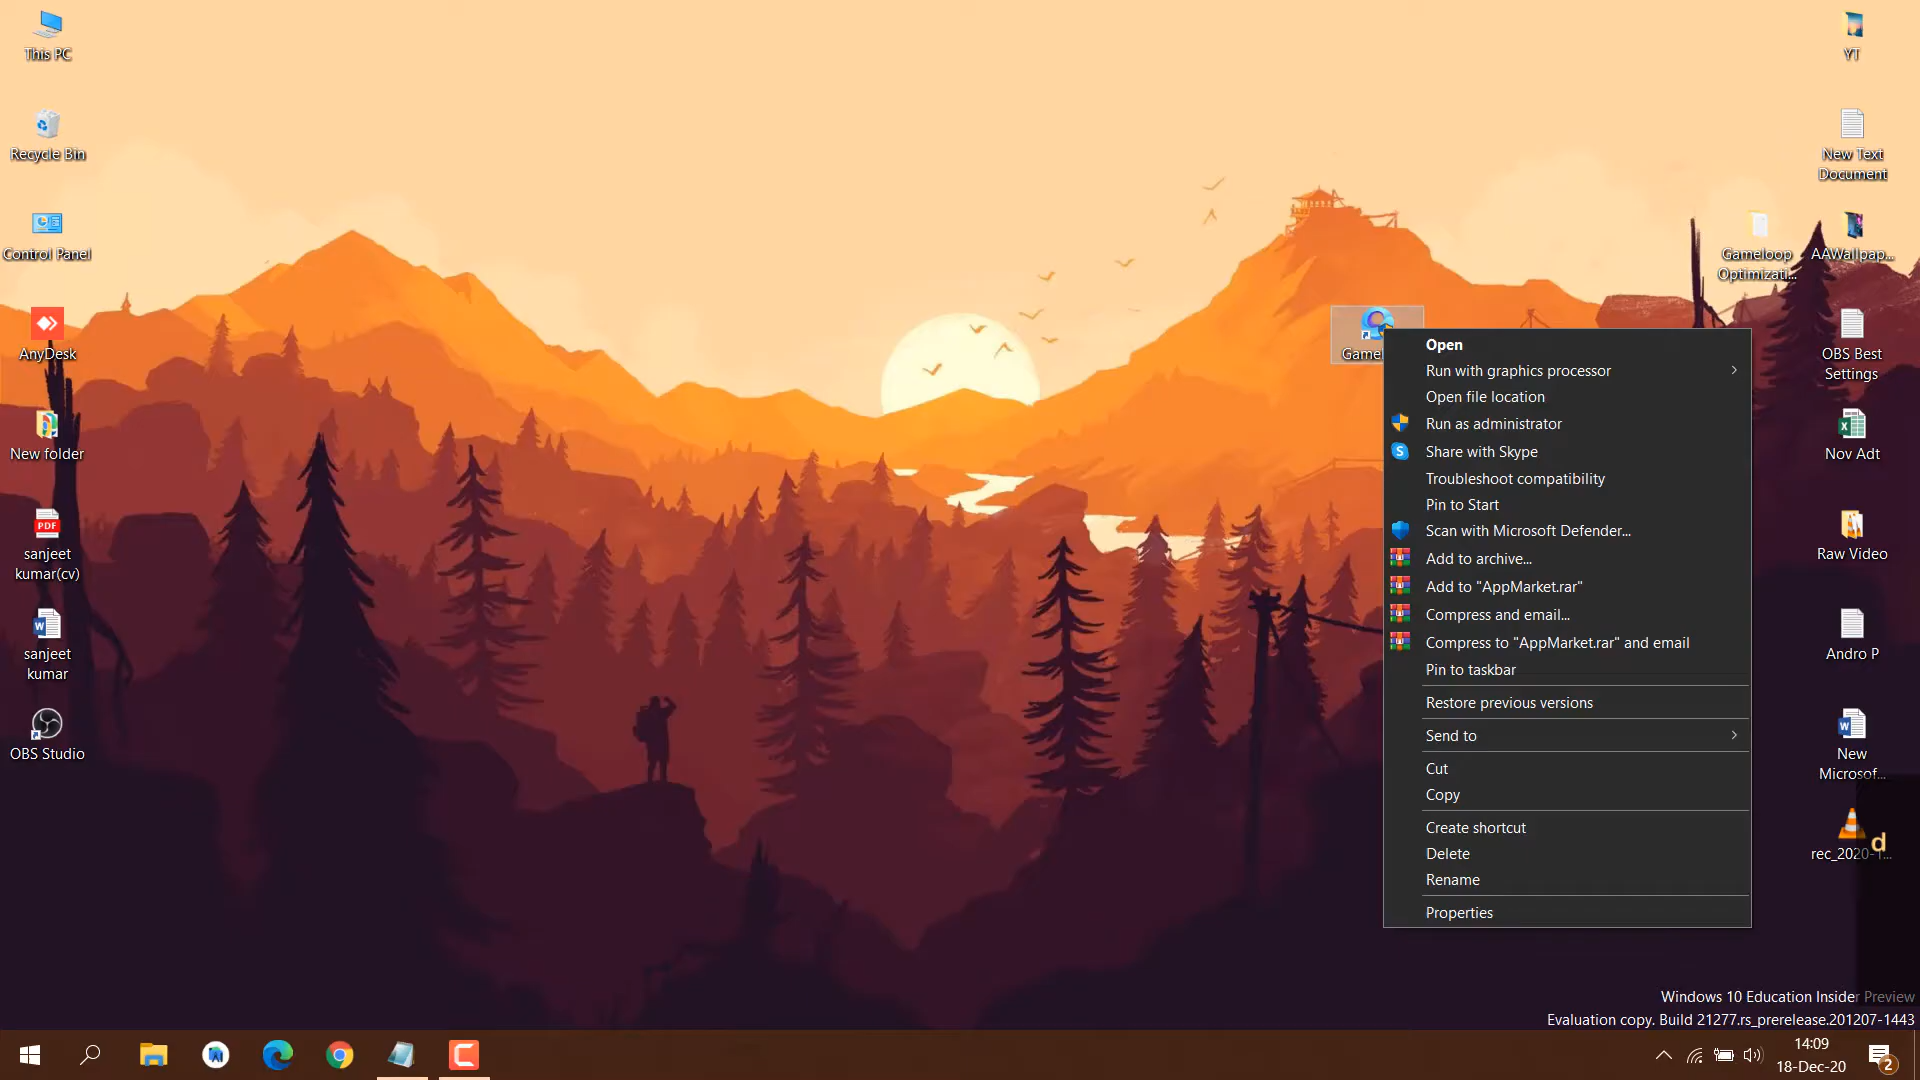 This PC
Recycle Bin
Control Panel
AnyDesk
New folder
PDF
sanjeet
kumar(cv)
sanjeet
kumar
OBS Studio
YT
New Text
Document
Gameloop
Optimizati...
AAWallpap...
OBS Best
Settings
Nov Adt
Raw Video
Andro P
New
Microsof...
rec_2020-1...
d
Game
Open
Run with graphics processor
Open file location
Run as administrator
Share with Skype
Troubleshoot compatibility
Pin to Start
Scan with Microsoft Defender...
Add to archive...
Add to "AppMarket.rar"
Compress and email...
Compress to "AppMarket.rar" and email
Pin to taskbar
Restore previous versions
Send to
Cut
Copy
Create shortcut
Delete
Rename
Properties
Windows 10 Education Insider Preview
Evaluation copy. Build 21277.rs_prerelease.201207-1443
14:09
18-Dec-20
2